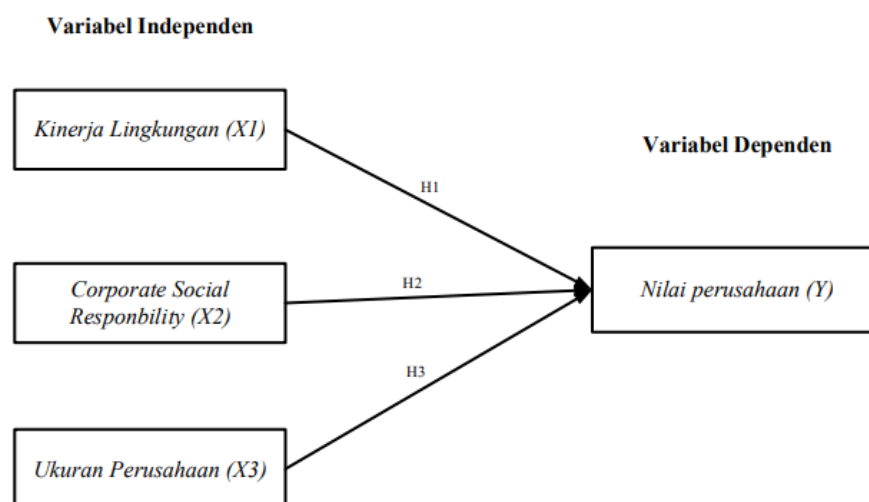 Variabel Independen
Kinerja Lingkungan (X1)
Variabel Dependen
H1
Corporate Social
Responbility (X2)
H2
Nilai perusahaan (Y)
H3
Ukuran Perusahaan (X3)